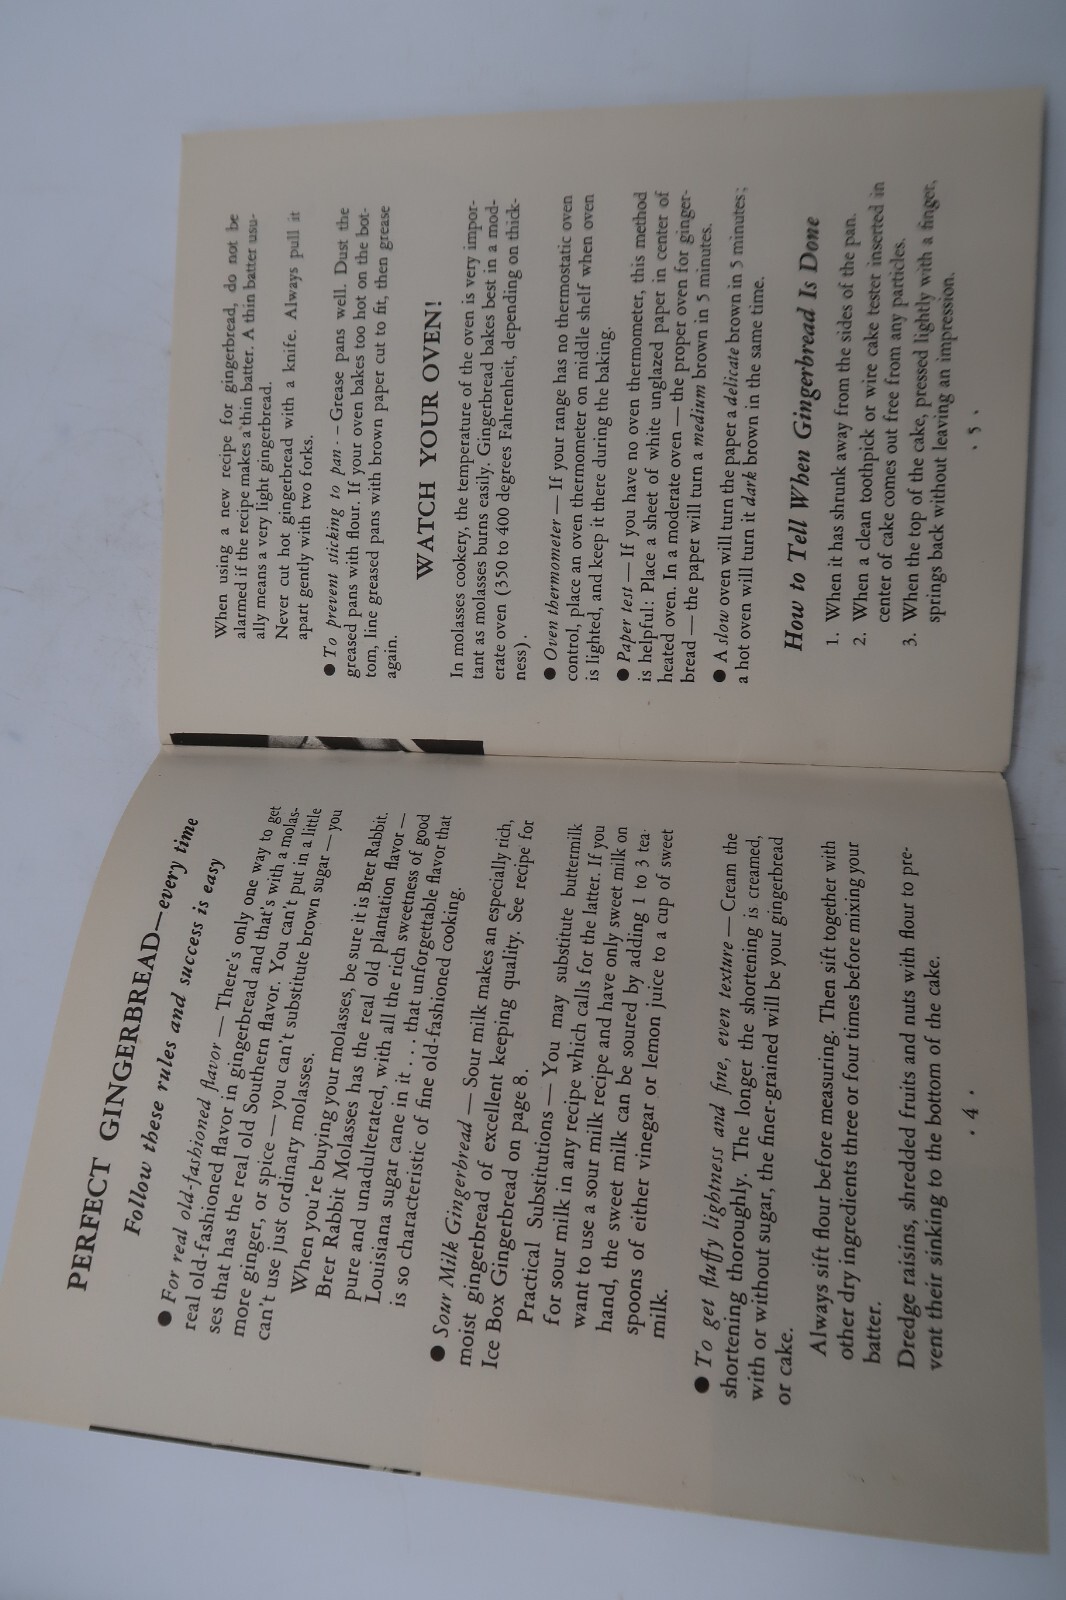 PERFECT GINGERBREAD—every time
Follow these rules and success is easy
● For real old-fashioned flavor — There's only one way to get
real old-fashioned flavor in gingerbread and that's with a molas-
ses that has the real old Southern flavor. You can't put in a little
more ginger, or spice — you can't substitute brown sugar — you
can't use just ordinary molasses.
When you're buying your molasses, be sure it is Brer Rabbit.
Brer Rabbit Molasses has the real old plantation flavor —
pure and unadulterated, with all the rich sweetness of good
Louisiana sugar cane in it . . . that unforgettable flavor that
is so characteristic of fine old-fashioned cooking.
● Sour Milk Gingerbread — Sour milk makes an especially rich,
moist gingerbread of excellent keeping quality. See recipe for
Ice Box Gingerbread on page 8.
Practical Substitutions — You may substitute buttermilk
for sour milk in any recipe which calls for the latter. If you
want to use a sour milk recipe and have only sweet milk on
hand, the sweet milk can be soured by adding 1 to 3 tea-
spoons of either vinegar or lemon juice to a cup of sweet
milk.
● To get fluffy lightness and fine, even texture — Cream the
shortening thoroughly. The longer the shortening is creamed,
with or without sugar, the finer-grained will be your gingerbread
or cake.
Always sift flour before measuring. Then sift together with
other dry ingredients three or four times before mixing your
batter.
Dredge raisins, shredded fruits and nuts with flour to pre-
vent their sinking to the bottom of the cake.
· 4 ·
When using a new recipe for gingerbread, do not be
alarmed if the recipe makes a thin batter. A thin batter usu-
ally means a very light gingerbread.
Never cut hot gingerbread with a knife. Always pull it
apart gently with two forks.
● To prevent sticking to pan - – Grease pans well. Dust the
greased pans with flour. If your oven bakes too hot on the bot-
tom, line greased pans with brown paper cut to fit, then grease
again.
WATCH YOUR OVEN!
In molasses cookery, the temperature of the oven is very impor-
tant as molasses burns easily. Gingerbread bakes best in a mod-
erate oven (350 to 400 degrees Fahrenheit, depending on thick-
ness).
● Oven thermometer — If your range has no thermostatic oven
control, place an oven thermometer on middle shelf when oven
is lighted, and keep it there during the baking.
● Paper test — If you have no oven thermometer, this method
is helpful: Place a sheet of white unglazed paper in center of
heated oven. In a moderate oven — the proper oven for ginger-
bread — the paper will turn a medium brown in 5 minutes.
● A slow oven will turn the paper a delicate brown in 5 minutes;
a hot oven will turn it dark brown in the same time.
How to Tell When Gingerbread Is Done
1. When it has shrunk away from the sides of the pan.
2. When a clean toothpick or wire cake tester inserted in
center of cake comes out free from any particles.
3. When the top of the cake, pressed lightly with a finger,
springs back without leaving an impression.
· 5 ·